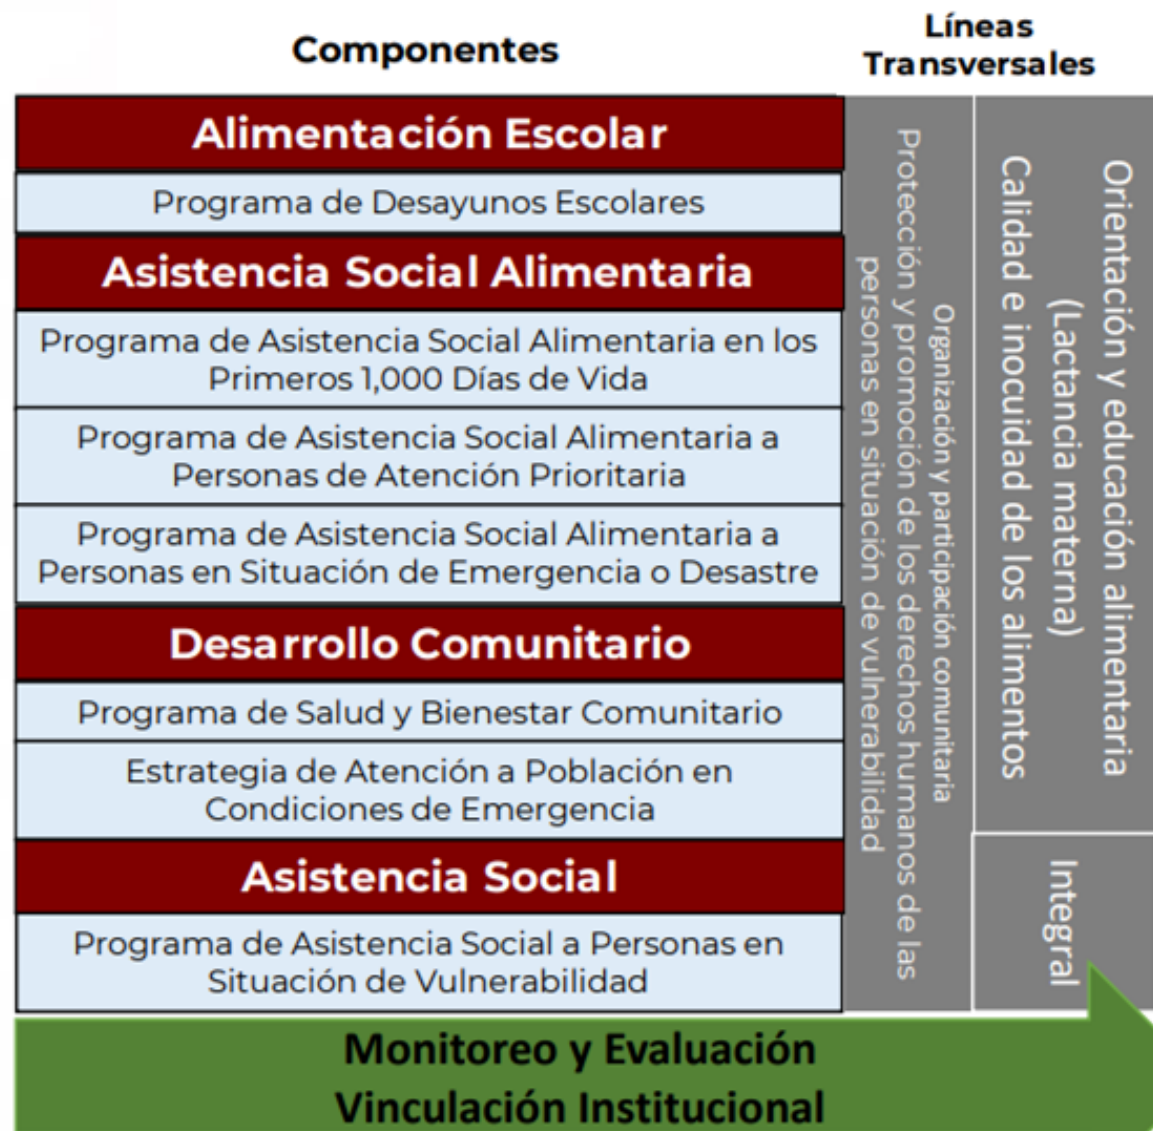 Componentes
Líneas
Transversales
Alimentación Escolar
Programa de Desayunos Escolares
Asistencia Social Alimentaria
Programa de Asistencia Social Alimentaria en los
Primeros 1,000 Días de Vida
Programa de Asistencia Social Alimentaria a
Personas de Atención Prioritaria
Programa de Asistencia Social Alimentaria a
Personas en Situación de Emergencia o Desastre
Desarrollo Comunitario
Programa de Salud y Bienestar Comunitario
Estrategia de Atención a Población en
Condiciones de Emergencia
Asistencia Social
Programa de Asistencia Social a Personas en
Situación de Vulnerabilidad
Organización y participación comunitaria
Protección y promoción de los derechos humanos de las
personas en situación de vulnerabilidad
Orientación y educación alimentaria
(Lactancia materna)
Calidad e inocuidad de los alimentos
Integral
Monitoreo y Evaluación
Vinculación Institucional